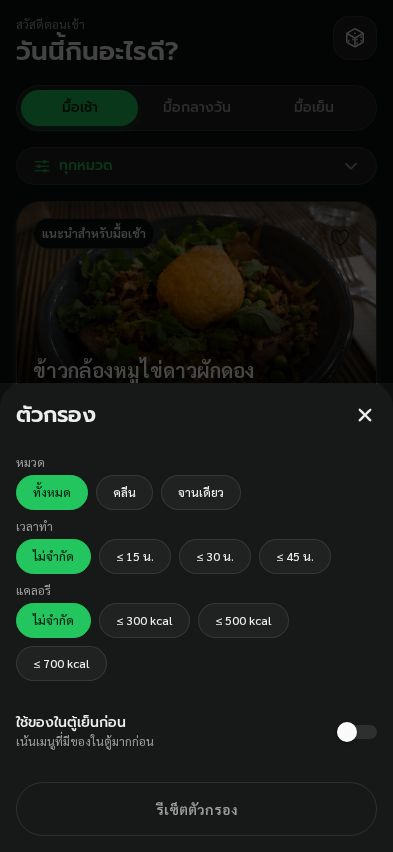 สวัสดีตอนเช้า
วันนี้กินอะไรดี?
มื้อเช้า
มื้อกลางวัน
มื้อเย็น
ทุกหมวด
แนะนำสำหรับมื้อเช้า
ข้าวกล้องหมูไข่ดาวผักดอง
ตัวกรอง
หมวด
ทั้งหมด
คลีน
จานเดียว
เวลาทำ
ไม่จำกัด
≤ 15 น.
≤ 30 น.
≤ 45 น.
แคลอรี
ไม่จำกัด
≤ 300 kcal
≤ 500 kcal
≤ 700 kcal
ใช้ของในตู้เย็นก่อน
เน้นเมนูที่มีของในตู้มากก่อน
รีเซ็ตตัวกรอง